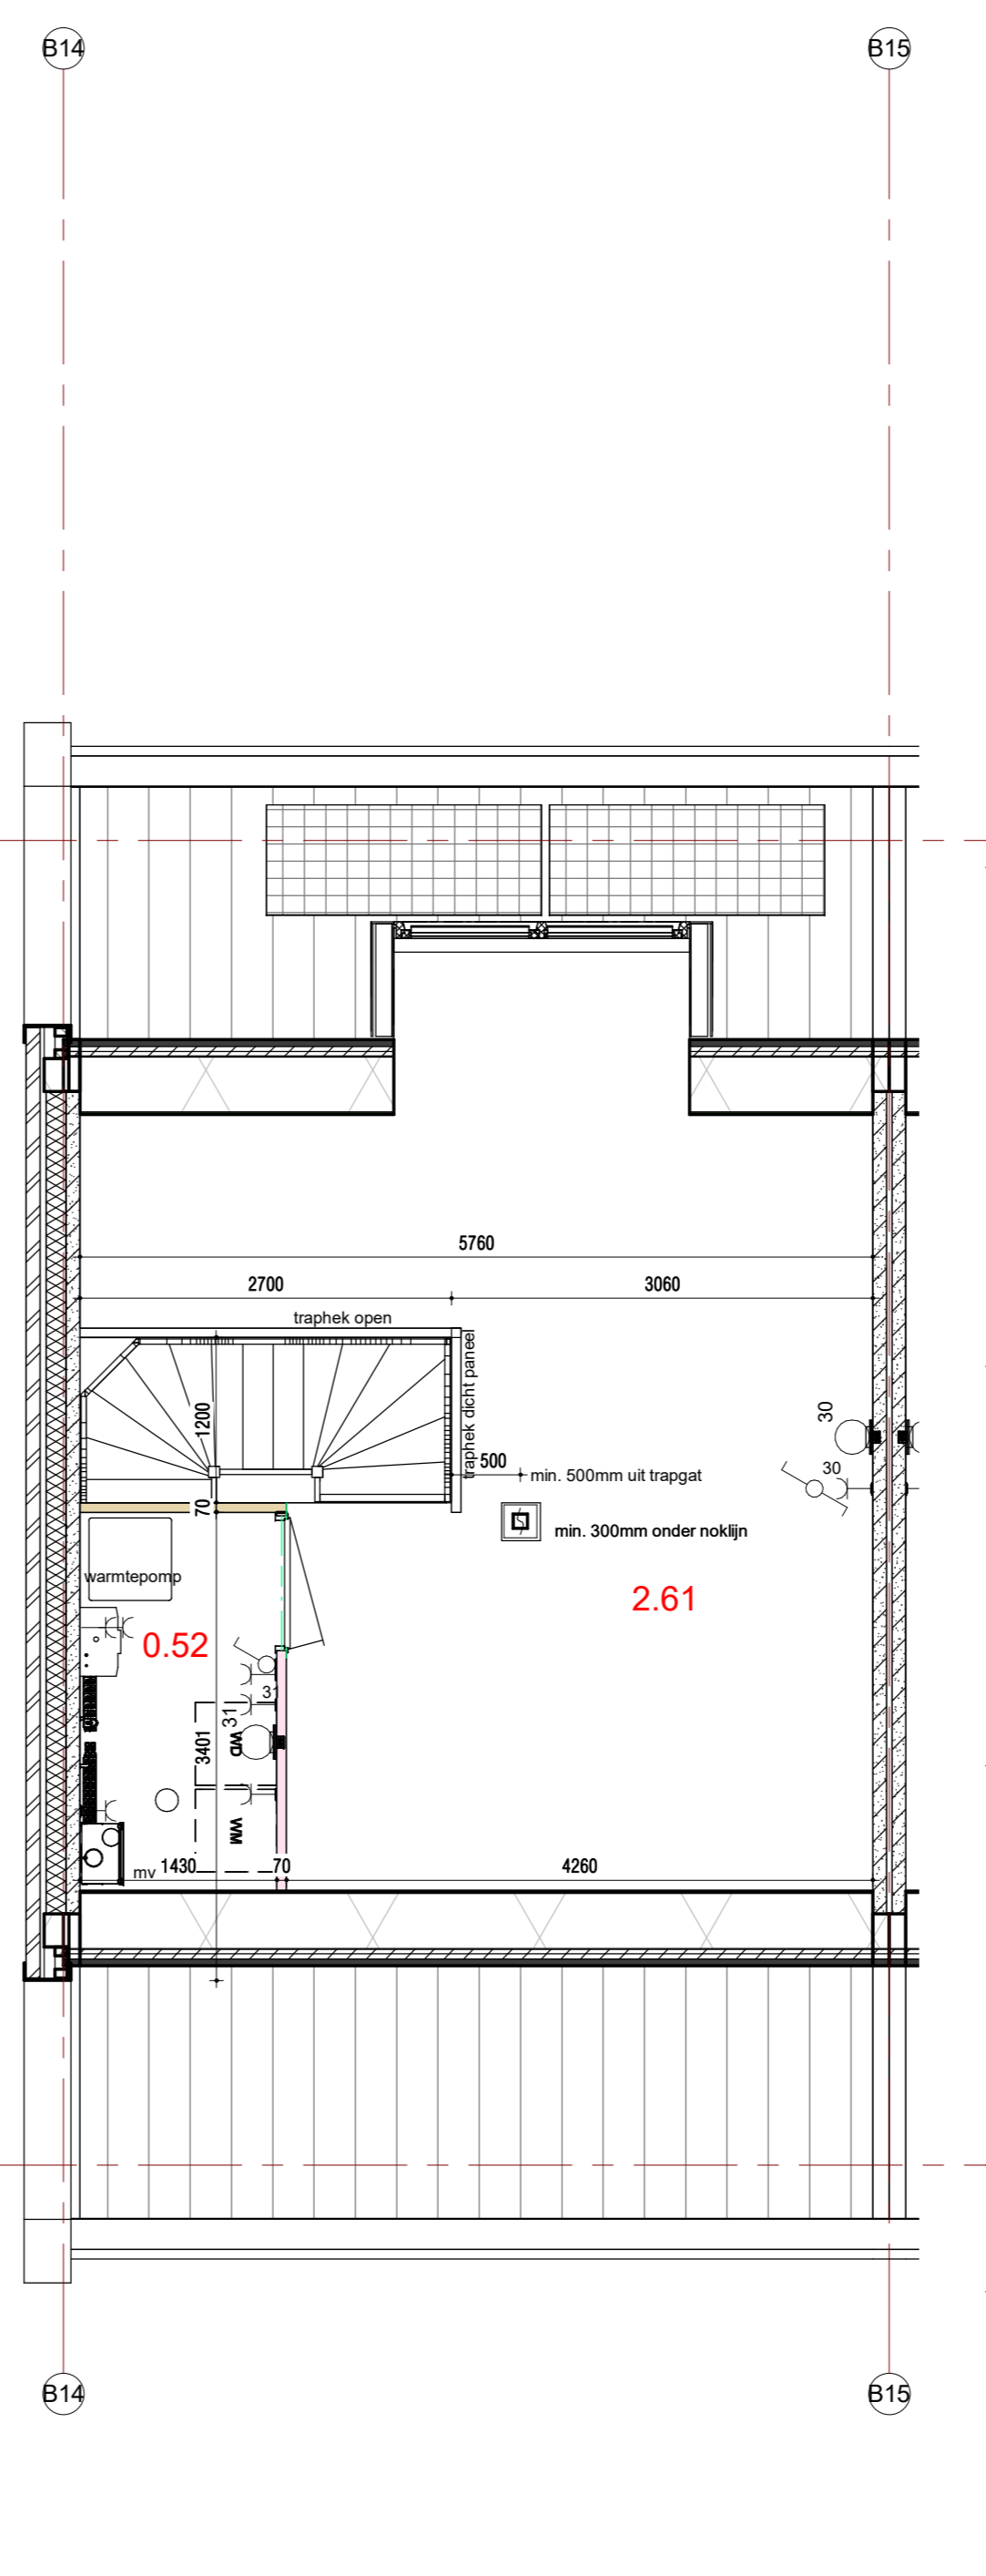 B14
B15
5760
2700
3060
traphek open
traphek dicht paneel
1200
30
500
30
min. 500mm uit trapgat
70
min. 300mm onder noklijn
warmtepomp
2.61
0.52
31
31
WD
3401
WM
mv
1430
70
4260
B14
B15